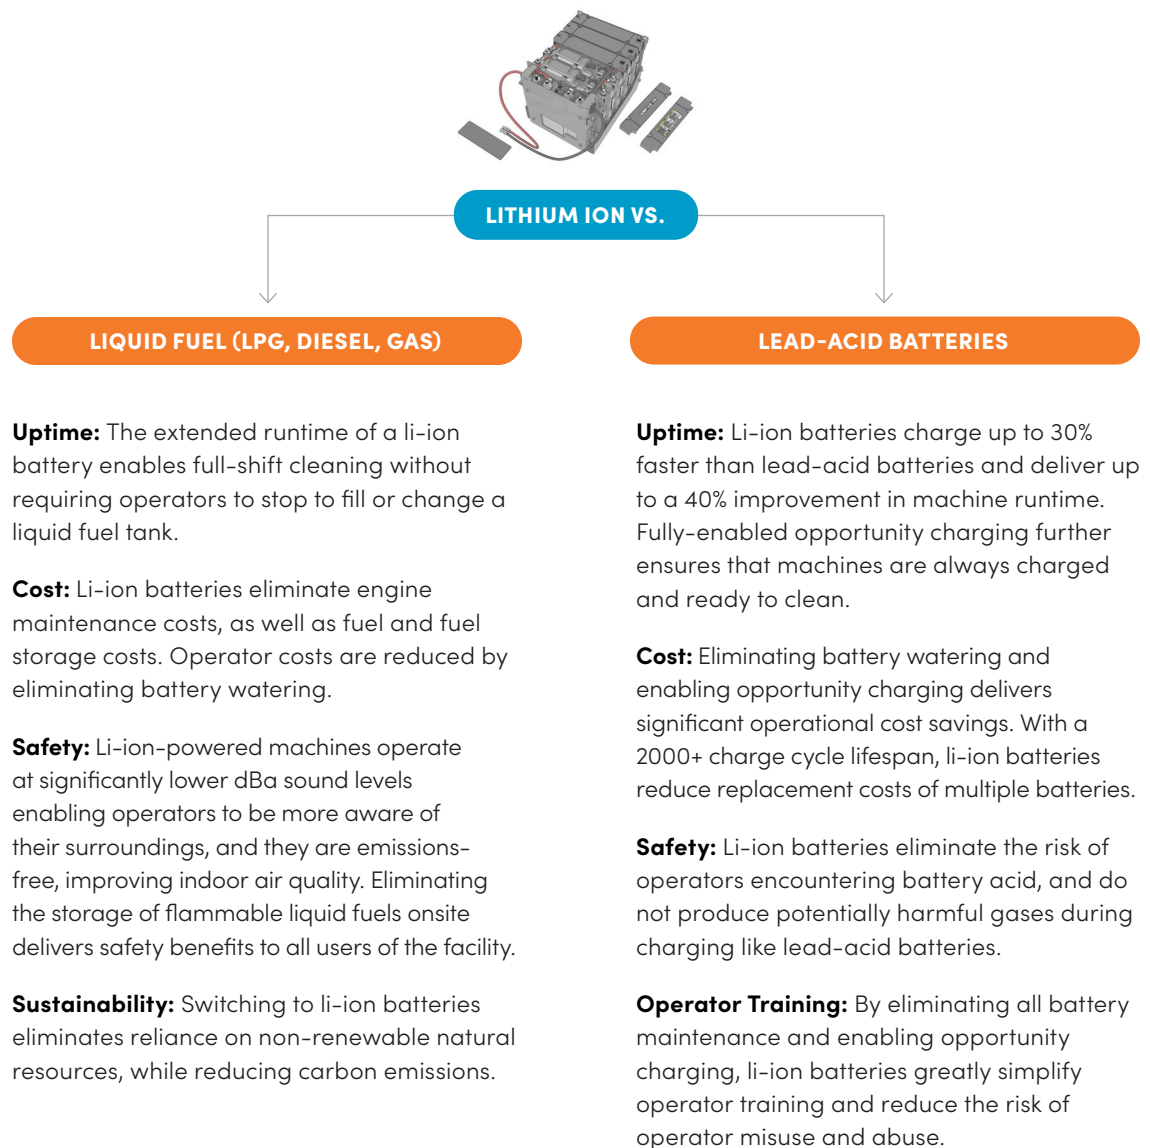 LITHIUM ION VS.
LIQUID FUEL (LPG, DIESEL, GAS)
Uptime: The extended runtime of a li-ion
battery enables full-shift cleaning without
requiring operators to stop to fill or change a
liquid fuel tank.
Cost: Li-ion batteries eliminate engine
maintenance costs, as well as fuel and fuel
storage costs. Operator costs are reduced by
eliminating battery watering.
Safety: Li-ion-powered machines operate
at significantly lower dBa sound levels
enabling operators to be more aware of
their surroundings, and they are emissions-
free, improving indoor air quality. Eliminating
the storage of flammable liquid fuels onsite
delivers safety benefits to all users of the facility.
Sustainability: Switching to li-ion batteries
eliminates reliance on non-renewable natural
resources, while reducing carbon emissions.
LEAD-ACID BATTERIES
Uptime: Li-ion batteries charge up to 30%
faster than lead-acid batteries and deliver up
to a 40% improvement in machine runtime.
Fully-enabled opportunity charging further
ensures that machines are always charged
and ready to clean.
Cost: Eliminating battery watering and
enabling opportunity charging delivers
significant operational cost savings. With a
2000+ charge cycle lifespan, li-ion batteries
reduce replacement costs of multiple batteries.
Safety: Li-ion batteries eliminate the risk of
operators encountering battery acid, and do
not produce potentially harmful gases during
charging like lead-acid batteries.
Operator Training: By eliminating all battery
maintenance and enabling opportunity
charging, li-ion batteries greatly simplify
operator training and reduce the risk of
operator misuse and abuse.